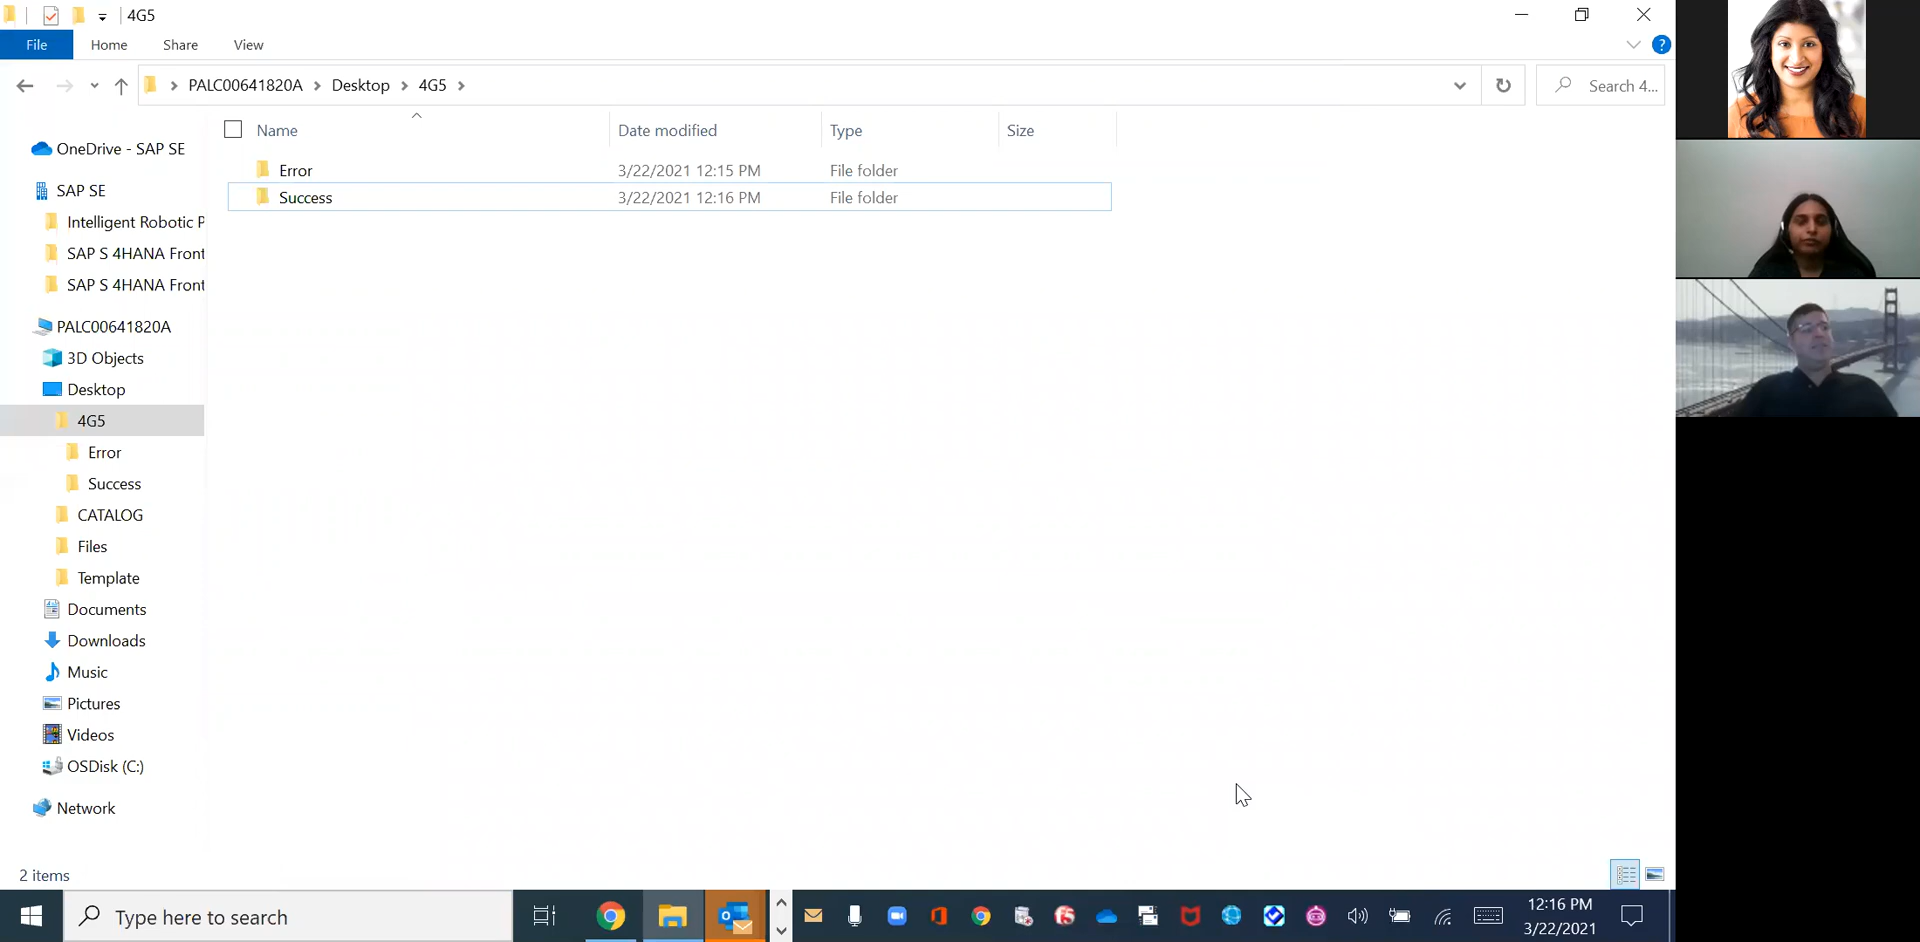 4G5
File Home Share View
?
PALC00641820A Desktop 4G5
Search 4...
Name Date modified Type Size
Error 3/22/2021 12:15 PM File folder
Success 3/22/2021 12:16 PM File folder
OneDrive - SAP SE
SAP SE
Intelligent Robotic P
SAP S 4HANA Front
SAP S 4HANA Front
PALC00641820A
3D Objects
Desktop
4G5
Error
Success
CATALOG
Files
Template
Documents
Downloads
Music
Pictures
Videos
OSDisk (C:)
Network
2 items
Type here to search
12:16 PM
3/22/2021